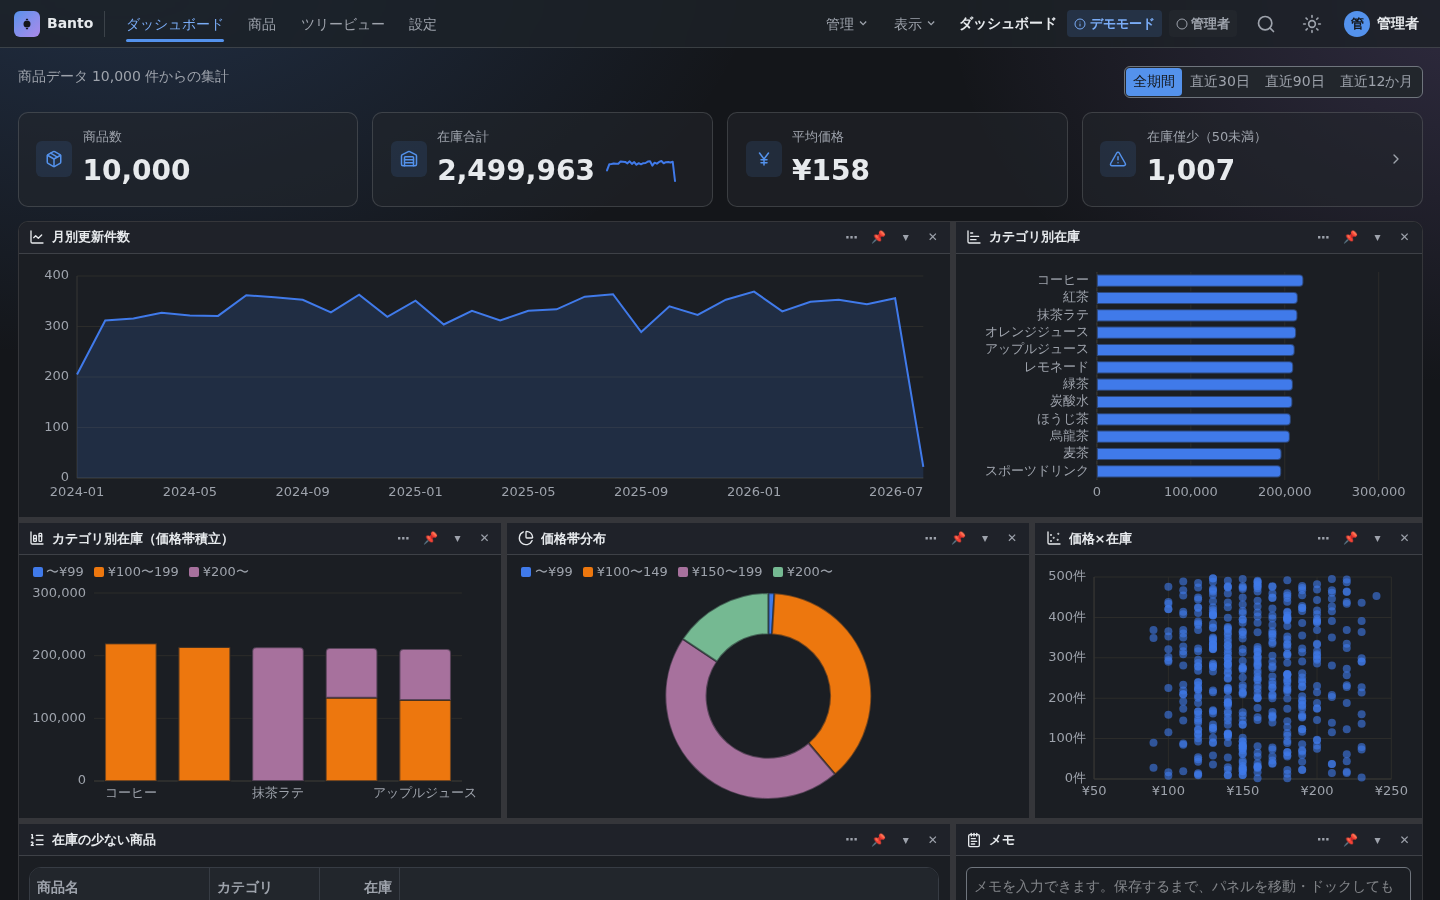 Banto
ダッシュボード 商品 ツリービュー 設定
管理 表示 ダッシュボード デモモード 管理者 管 管理者
商品データ 10,000 件からの集計
全期間 直近30日 直近90日 直近12か月
商品数
10,000
在庫合計
2,499,963
平均価格
¥158
在庫僅少（50未満）
1,007
月別更新件数
400
300
200
100
0
2024-01 2024-05 2024-09 2025-01 2025-05 2025-09 2026-01 2026-07
カテゴリ別在庫
コーヒー
紅茶
抹茶ラテ
オレンジジュース
アップルジュース
レモネード
緑茶
炭酸水
ほうじ茶
烏龍茶
麦茶
スポーツドリンク
0 100,000 200,000 300,000
カテゴリ別在庫（価格帯積立）
〜¥99 ¥100〜199 ¥200〜
300,000
200,000
100,000
0
コーヒー 抹茶ラテ アップルジュース
価格帯分布
〜¥99 ¥100〜149 ¥150〜199 ¥200〜
価格×在庫
500件
400件
300件
200件
100件
0件
¥50 ¥100 ¥150 ¥200 ¥250
在庫の少ない商品
商品名 カテゴリ 在庫
メモ
メモを入力できます。保存するまで、パネルを移動・ドックしても